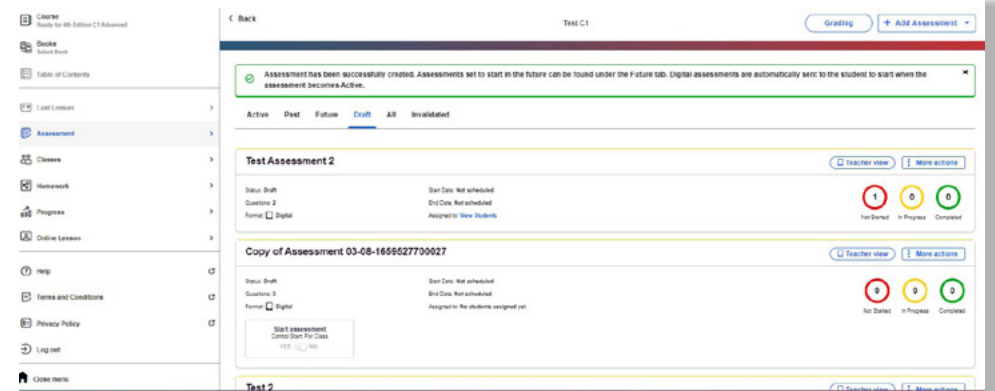 Course
Ready for 4th Edition C1 Advanced
Books
Select Book
Table of Contents
Last Lesson
Assessment
Classes
Homework
Progress
Online Lesson
Help
Terms and Conditions
Privacy Policy
Log out
Close menu
Back
Test C1
Grading
+ Add Assessment
Assessment has been successfully created. Assessments set to start in the future can be found under the Future tab. Digital assessments are automatically sent to the student to start when the
assessment becomes Active.
Active Past Future Draft All Invalidated
Test Assessment 2
Teacher view More actions
Status: Draft
Questions: 2
Format: Digital
Start Date: Not scheduled
End Date: Not scheduled
Assigned to: View Students
1 0 0
Not Started In Progress Completed
Copy of Assessment 03-08-1659527700027
Teacher view More actions
Status: Draft
Questions: 3
Format: Digital
Start Date: Not scheduled
End Date: Not scheduled
Assigned to: No students assigned yet
0 0 0
Not Started In Progress Completed
Start assessment
Control Start For Class
YES NO
Test 2
Teacher view More actions